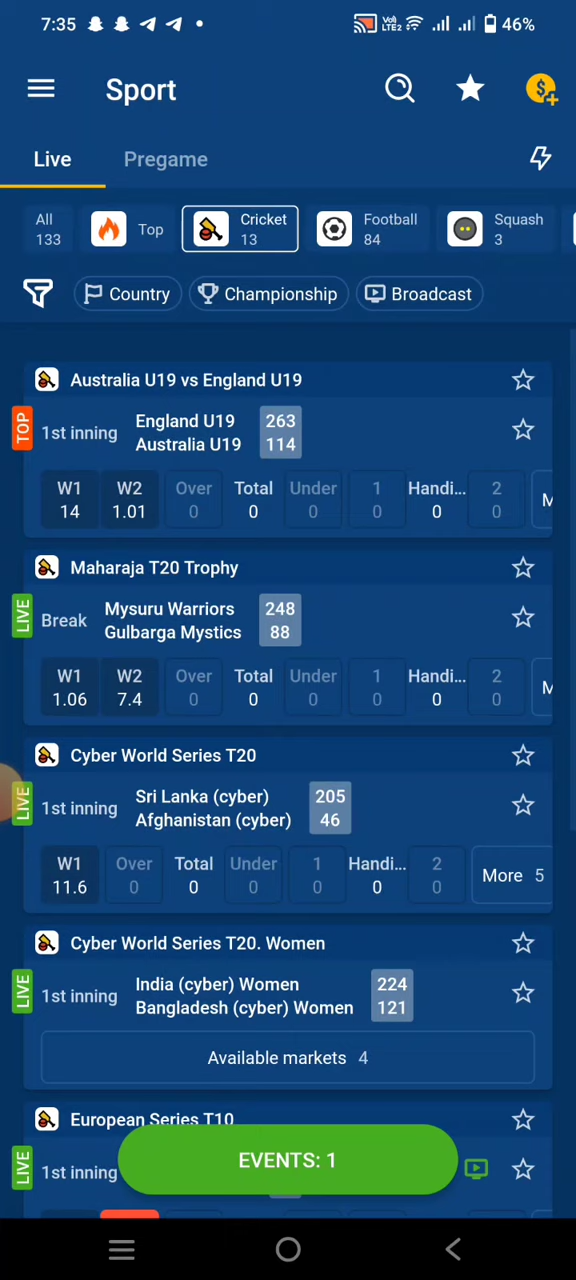 7:35
Vo) LTE2
46%
Sport
Live
Pregame
All
133
Top
Cricket
13
Football
84
Squash
3
Country
Championship
Broadcast
Australia U19 vs England U19
TOP
1st inning
England U19 263
Australia U19 114
W1 W2 Over Total Under 1 Handi... 2 M
14 1.01 0 0 0 0 0 0
Maharaja T20 Trophy
LIVE
Break
Mysuru Warriors 248
Gulbarga Mystics 88
W1 W2 Over Total Under 1 Handi... 2 M
1.06 7.4 0 0 0 0 0 0
Cyber World Series T20
LIVE
1st inning
Sri Lanka (cyber) 205
Afghanistan (cyber) 46
W1 Over Total Under 1 Handi... 2 More 5
11.6 0 0 0 0 0 0
Cyber World Series T20. Women
LIVE
1st inning
India (cyber) Women 224
Bangladesh (cyber) Women 121
Available markets 4
European Series T10
LIVE
1st inning
EVENTS: 1